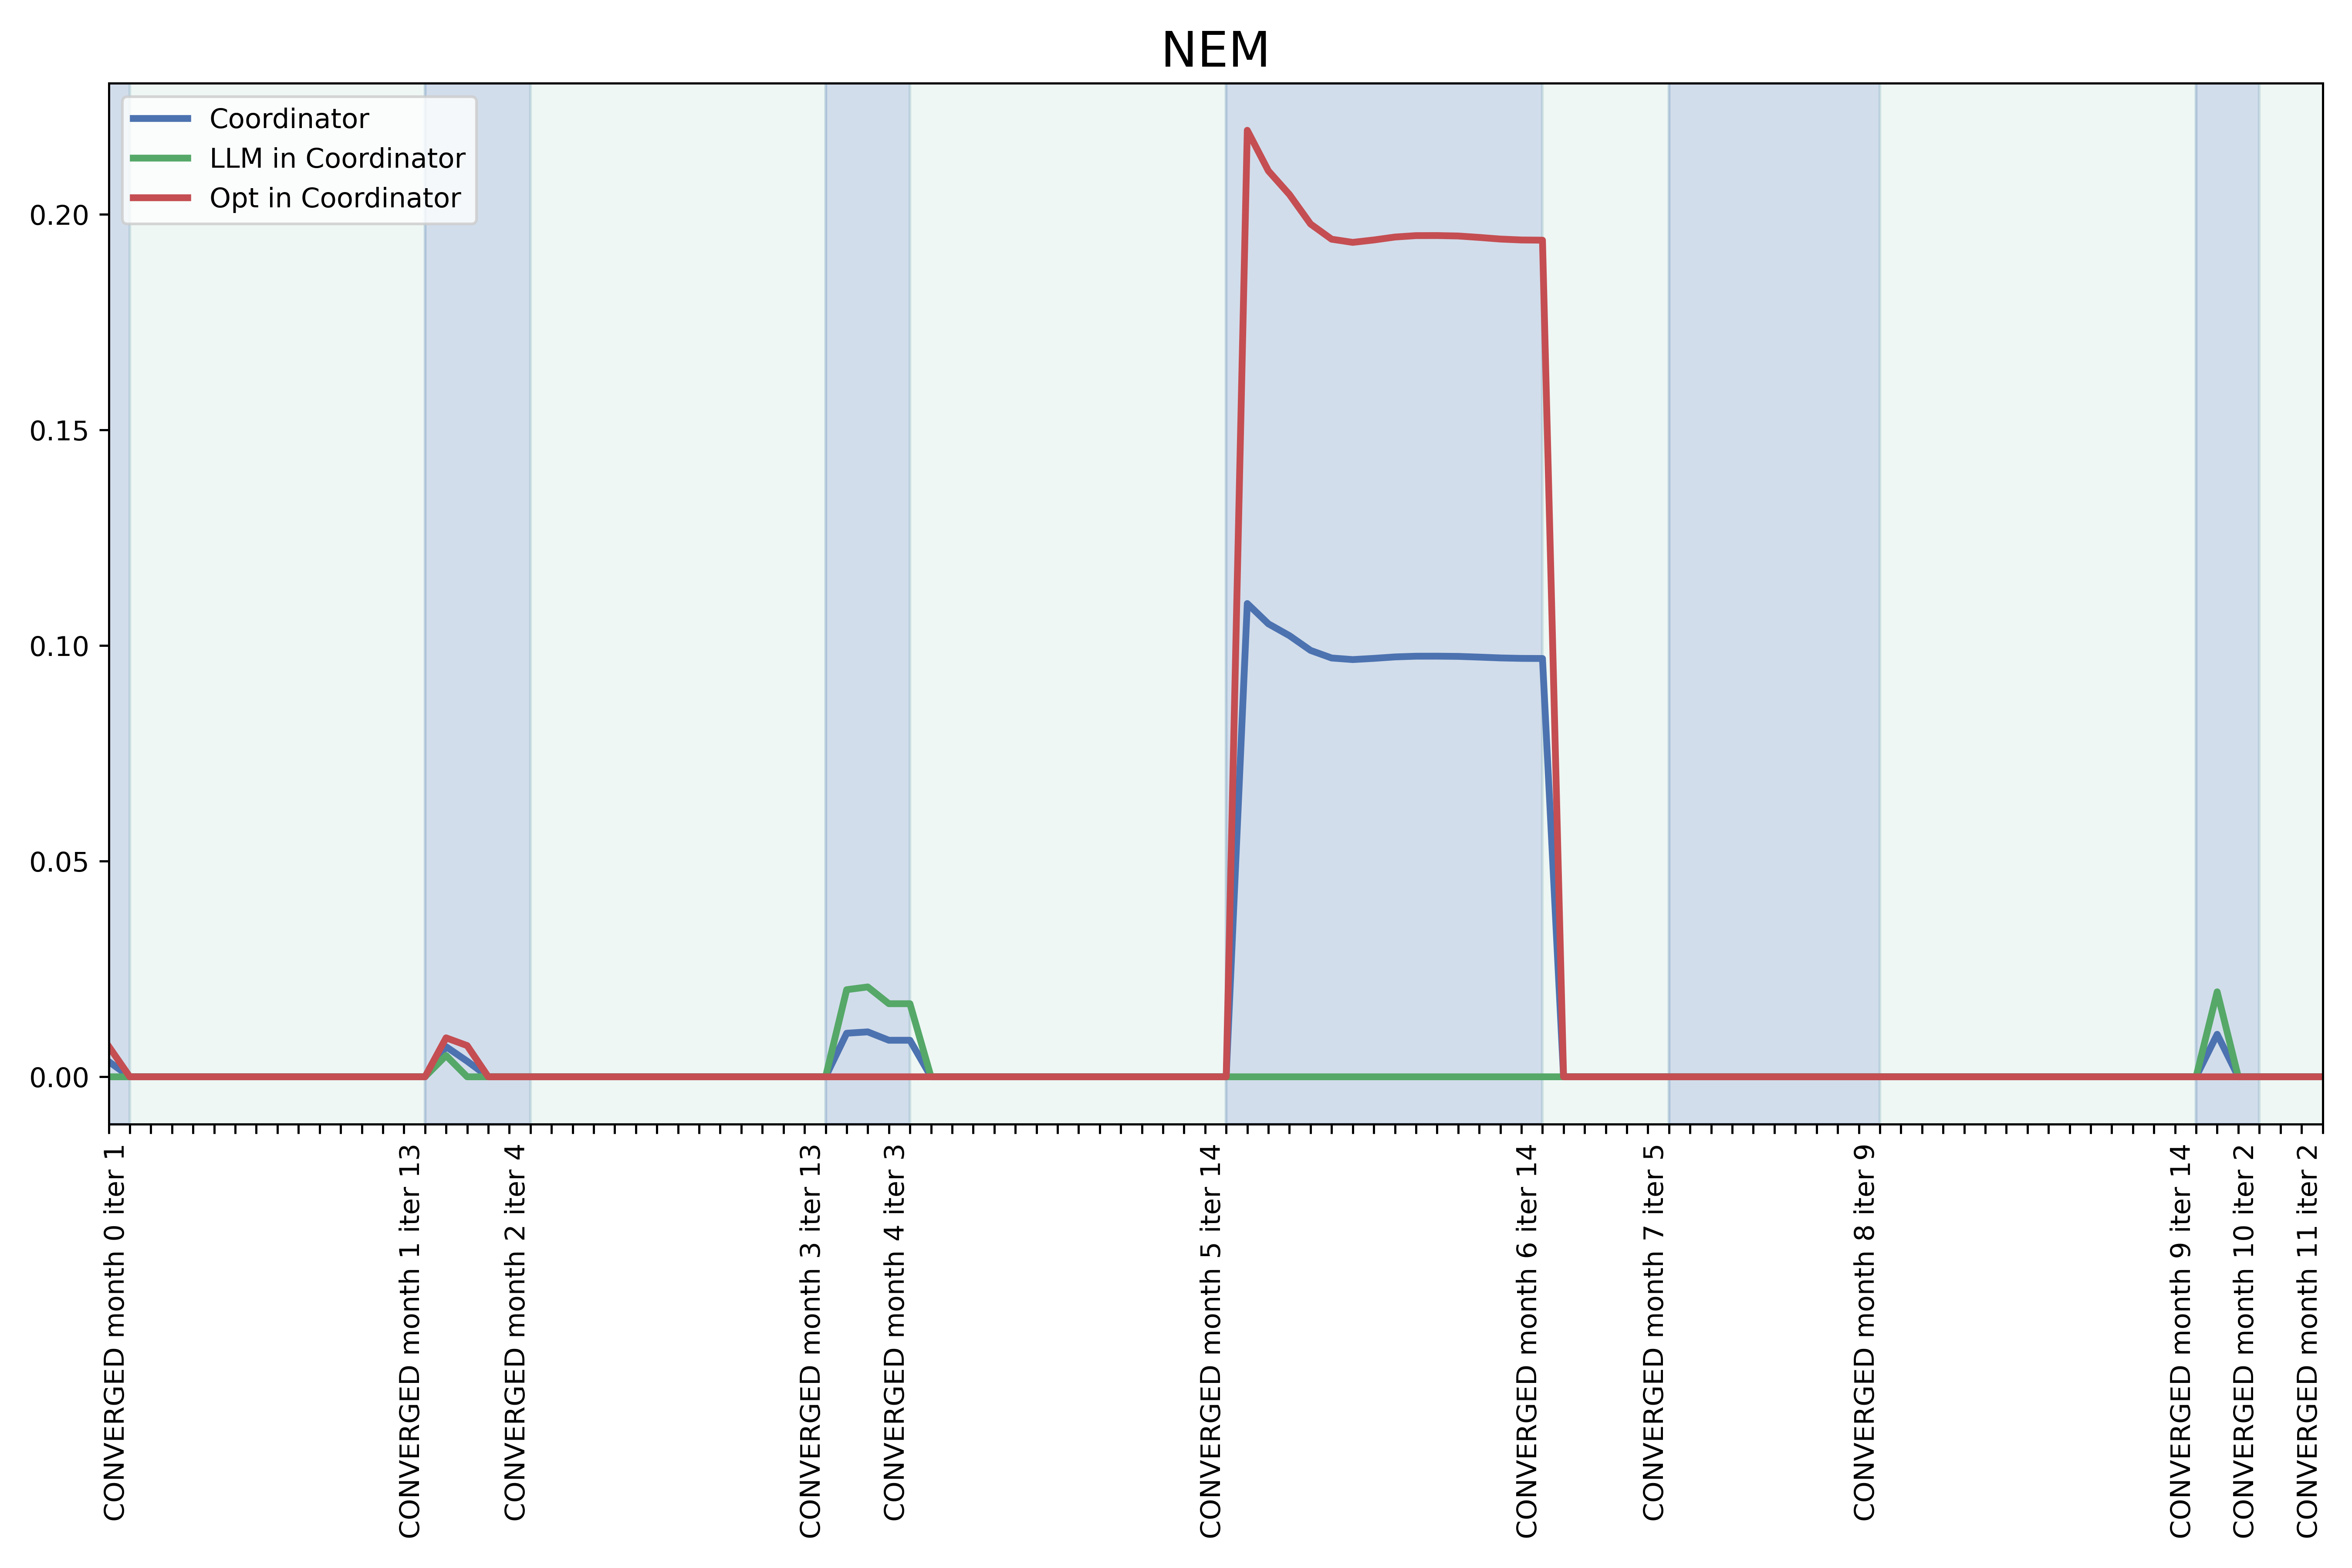 NEM
Coordinator
LLM in Coordinator
Opt in Coordinator
0.20
0.15
0.10
0.05
0.00
CONVERGED month 0 iter 1
CONVERGED month 1 iter 13
CONVERGED month 2 iter 4
CONVERGED month 3 iter 13
CONVERGED month 4 iter 3
CONVERGED month 5 iter 14
CONVERGED month 6 iter 14
CONVERGED month 7 iter 5
CONVERGED month 8 iter 9
CONVERGED month 9 iter 14
CONVERGED month 10 iter 2
CONVERGED month 11 iter 2